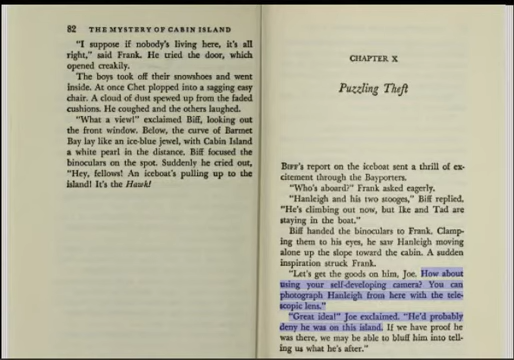 82 THE MYSTERY OF CABIN ISLAND
"I suppose if nobody's living here, it's all
right," said Frank. He tried the door, which
opened creakily.
The boys took off their snowshoes and went
inside. At once Chet plopped into a sagging easy
chair. A cloud of dust spewed up from the faded
cushions. He coughed and the others laughed.
"What a view!" exclaimed Biff, looking out
the front window. Below, the curve of Barmet
Bay lay like an ice-blue jewel, with Cabin Island
a white pearl in the distance. Biff focused the
binoculars on the spot. Suddenly he cried out,
"Hey, fellows! An iceboat's pulling up to the
island! It's the Hawk!
CHAPTER X
Puzzling Theft
BIFF's report on the iceboat sent a thrill of ex-
citement through the Bayporters.
"Who's aboard?" Frank asked eagerly.
"Hanleigh and his two stooges," Biff replied.
"He's climbing out now, but Ike and Tad are
staying in the boat."
Biff handed the binoculars to Frank. Clamp-
ing them to his eyes, he saw Hanleigh moving
alone up the slope toward the cabin. A sudden
inspiration struck Frank.
"Let's get the goods on him, Joe. How about
using your self-developing camera? You can
photograph Hanleigh from here with the tele-
scopic lens."
"Great idea!" Joe exclaimed. "He'd probably
deny he was on this island. If we have proof he
was there, we may be able to bluff him into tell-
ing us what he's after."